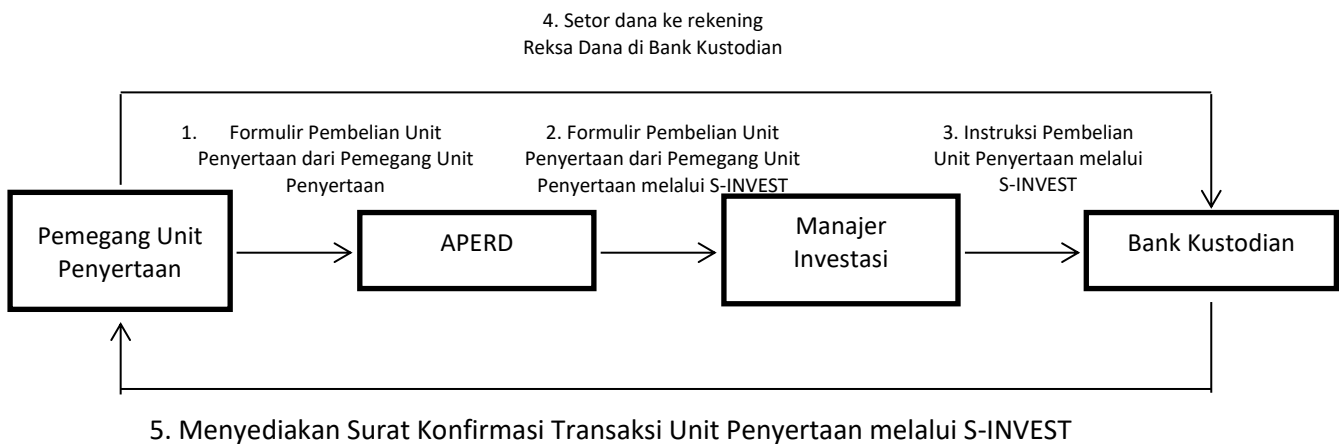 4. Setor dana ke rekening
Reksa Dana di Bank Kustodian
1. Formulir Pembelian Unit
Penyertaan dari Pemegang Unit
Penyertaan
2. Formulir Pembelian Unit
Penyertaan dari Pemegang Unit
Penyertaan melalui S-INVEST
3. Instruksi Pembelian
Unit Penyertaan melalui
S-INVEST
Pemegang Unit
Penyertaan
APERD
Manajer
Investasi
Bank Kustodian
5. Menyediakan Surat Konfirmasi Transaksi Unit Penyertaan melalui S-INVEST